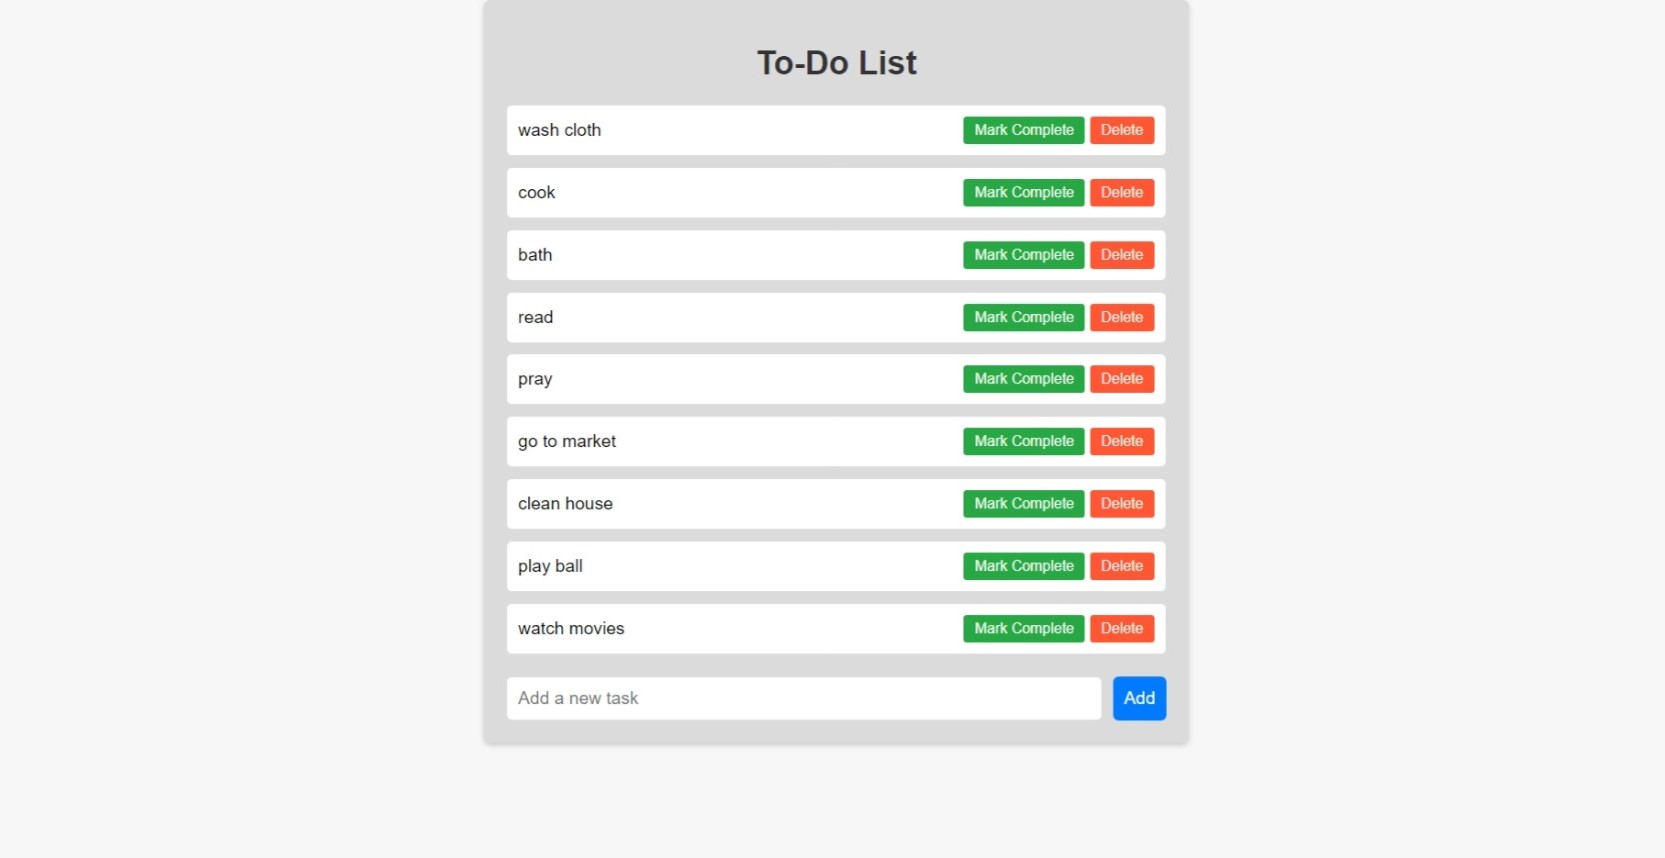 To-Do List
wash cloth Mark Complete Delete
cook Mark Complete Delete
bath Mark Complete Delete
read Mark Complete Delete
pray Mark Complete Delete
go to market Mark Complete Delete
clean house Mark Complete Delete
play ball Mark Complete Delete
watch movies Mark Complete Delete
Add a new task Add